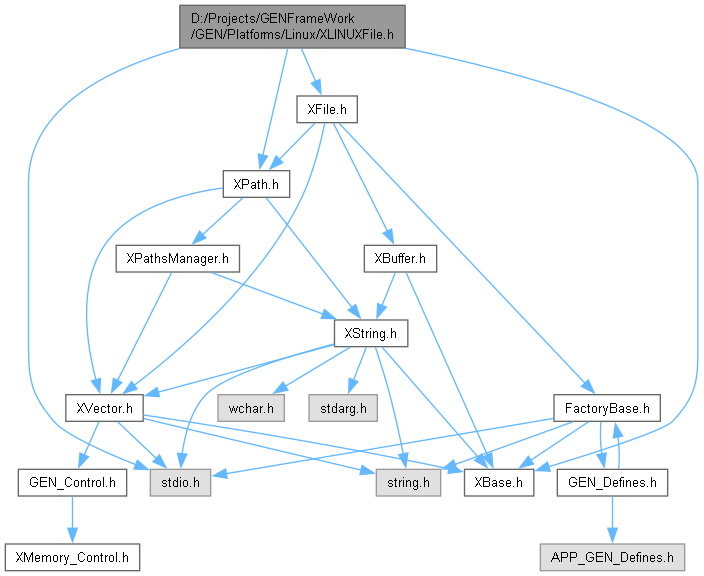 D:/Projects/GENFrameWork
/GEN/Platforms/Linux/XLINUXFile.h
XFile.h
XPath.h
XPathsManager.h
XBuffer.h
XString.h
XVector.h
wchar.h
stdarg.h
FactoryBase.h
GEN_Control.h
stdio.h
string.h
XBase.h
GEN_Defines.h
XMemory_Control.h
APP_GEN_Defines.h